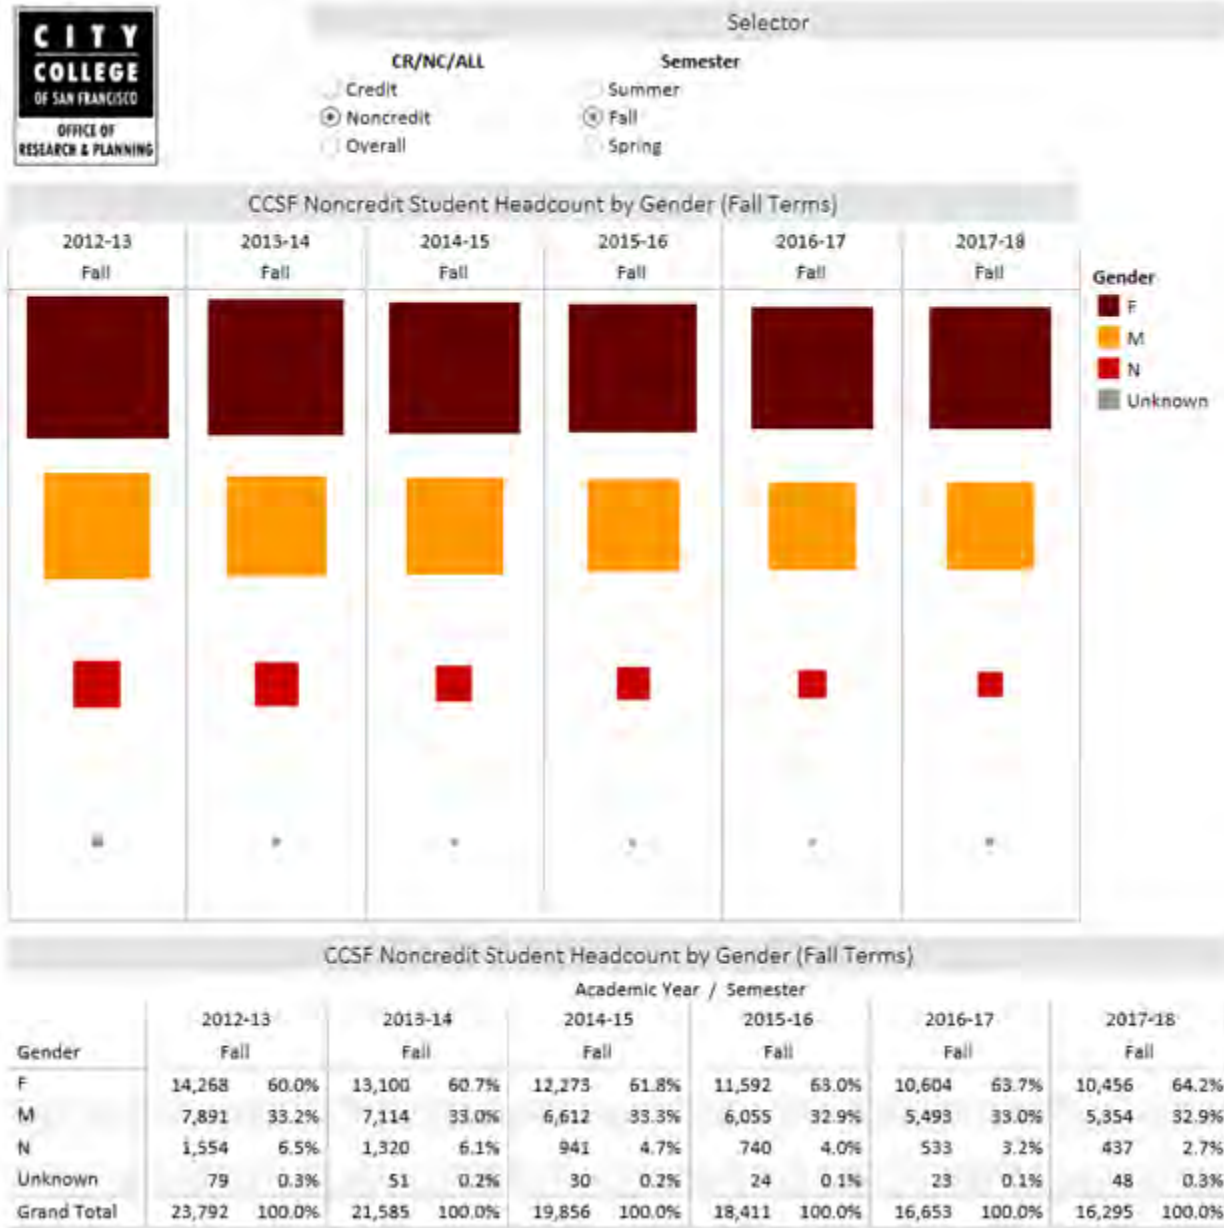 CITY
COLLEGE
OF SAN FRANCISCO
OFFICE OF
RESEARCH & PLANNING
Selector
CR/NC/ALL Semester
Credit Summer
Noncredit Fall
Overall Spring
CCSF Noncredit Student Headcount by Gender (Fall Terms)
2012-13 2013-14 2014-15 2015-16 2016-17 2017-18
Fall Fall Fall Fall Fall Fall
Gender
F
M
N
Unknown
CCSF Noncredit Student Headcount by Gender (Fall Terms)
Academic Year / Semester
2012-13 2013-14 2014-15 2015-16 2016-17 2017-18
Gender Fall Fall Fall Fall Fall Fall
F 14,268 60.0% 13,100 60.7% 12,273 61.8% 11,592 63.0% 10,604 63.7% 10,456 64.2%
M 7,891 33.2% 7,114 33.0% 6,612 33.3% 6,055 32.9% 5,493 33.0% 5,354 32.9%
N 1,554 6.5% 1,320 6.1% 941 4.7% 740 4.0% 533 3.2% 437 2.7%
Unknown 79 0.3% 51 0.2% 30 0.2% 24 0.1% 23 0.1% 48 0.3%
Grand Total 23,792 100.0% 21,585 100.0% 19,856 100.0% 18,411 100.0% 16,653 100.0% 16,295 100.0%